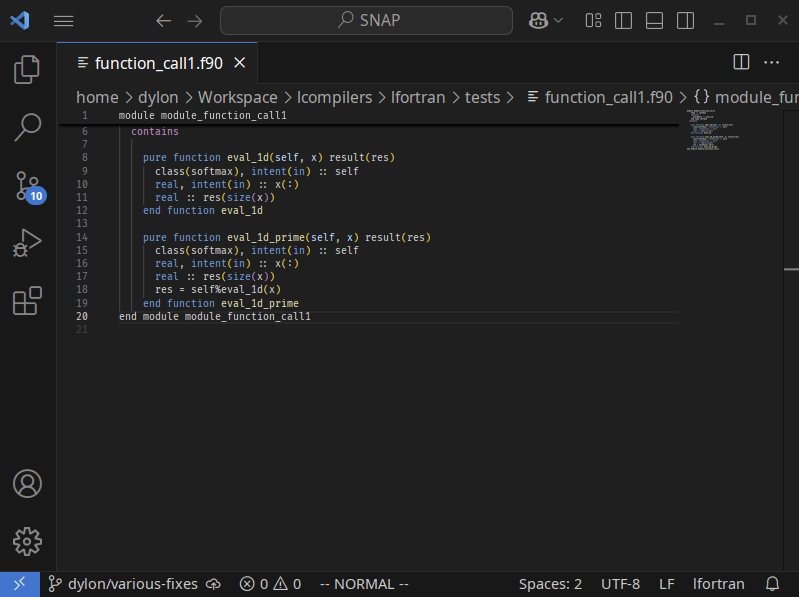 SNAP
function_call1.f90
home > dylon > Workspace > lcompilers > lfortran > tests > function_call1.f90 > {} module_fur
1 module module_function_call1
6 contains
7
8 pure function eval_1d(self, x) result(res)
9 class(softmax), intent(in) :: self
10 real, intent(in) :: x(:)
11 real :: res(size(x))
12 end function eval_1d
13
14 pure function eval_1d_prime(self, x) result(res)
15 class(softmax), intent(in) :: self
16 real, intent(in) :: x(:)
17 real :: res(size(x))
18 res = self%eval_1d(x)
19 end function eval_1d_prime
20 end module module_function_call1
21
10
dylon/various-fixes 0 0 -- NORMAL -- Spaces: 2 UTF-8 LF lfortran